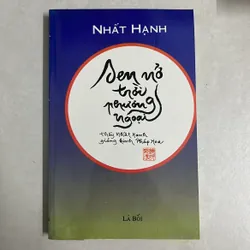 NHẤT HẠNH
Sen nở
trời
phương
ngoại
thầy Nhất Hạnh
giảng kinh Pháp Hoa
LÁ BỐI